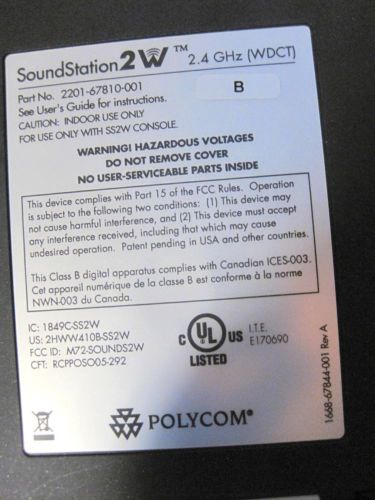 SoundStation2W™ 2.4 GHz (WDCT)
Part No. 2201-67810-001
B
See User's Guide for instructions.
CAUTION: INDOOR USE ONLY
FOR USE ONLY WITH SS2W CONSOLE.
WARNING! HAZARDOUS VOLTAGES
DO NOT REMOVE COVER
NO USER-SERVICEABLE PARTS INSIDE
This device complies with Part 15 of the FCC Rules. Operation
is subject to the following two conditions: (1) This device may
not cause harmful interference, and (2) This device must accept
any interference received, including that which may cause
undesired operation. Patent pending in USA and other countries.
This Class B digital apparatus complies with Canadian ICES-003.
Cet appareil numérique de la classe B est conforme à la norme
NWN-003 du Canada.
IC: 1849C-SS2W
US: 2HWW410B-SS2W
FCC ID: M72-SOUNDS2W
CFT: RCPPOSO05-292
C UL US
LISTED
I.T.E.
E170690
1668-67844-001 Rev A
POLYCOM®